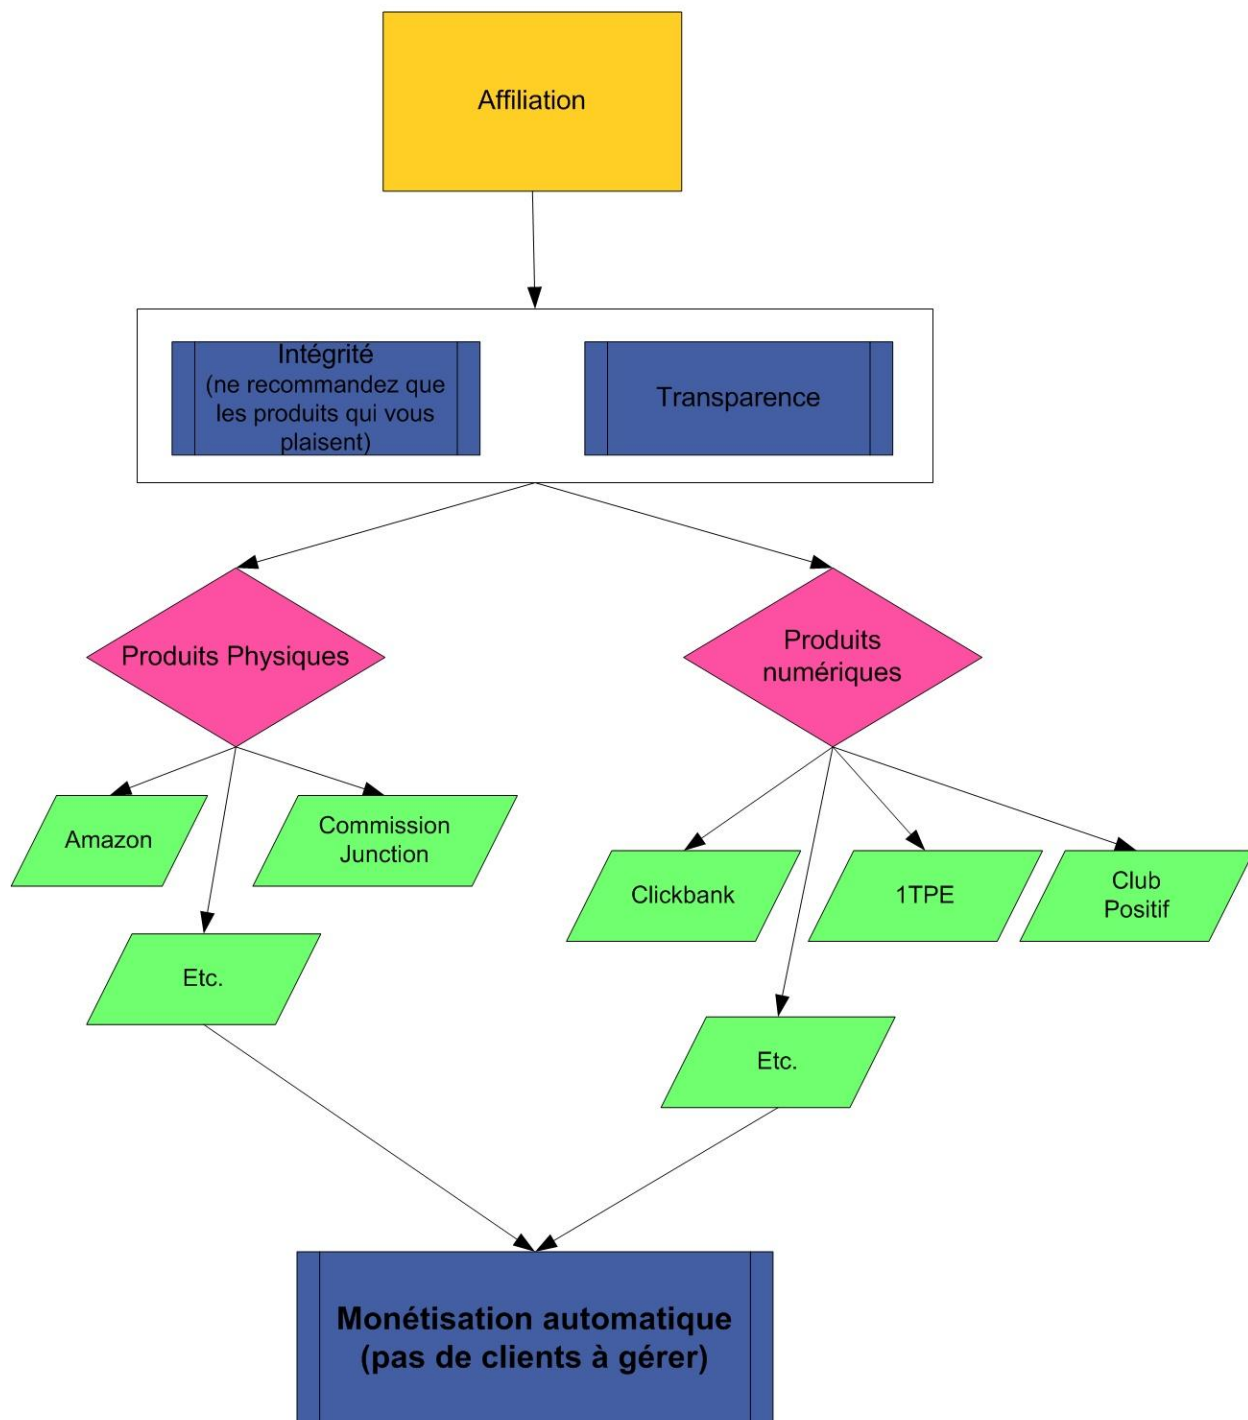 Affiliation
Intégrité
(ne recommandez que
les produits qui vous
plaisent)
Transparence
Produits Physiques
Produits
numériques
Amazon
Commission
Junction
Etc.
Clickbank
1TPE
Club
Positif
Etc.
Monétisation automatique
(pas de clients à gérer)